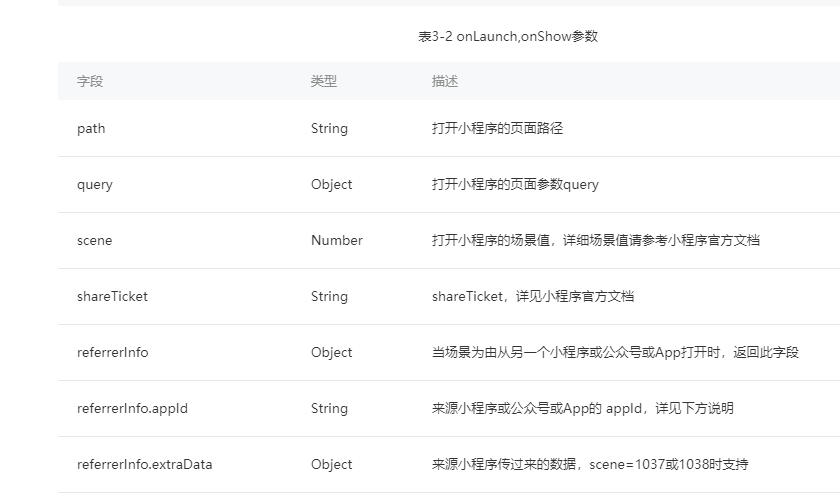 表3-2 onLaunch,onShow参数
字段 类型 描述
path String 打开小程序的页面路径
query Object 打开小程序的页面参数query
scene Number 打开小程序的场景值，详细场景值请参考小程序官方文档
shareTicket String shareTicket，详见小程序官方文档
referrerInfo Object 当场景为由从另一个小程序或公众号或App打开时，返回此字段
referrerInfo.appId String 来源小程序或公众号或App的 appId，详见下方说明
referrerInfo.extraData Object 来源小程序传过来的数据，scene=1037或1038时支持